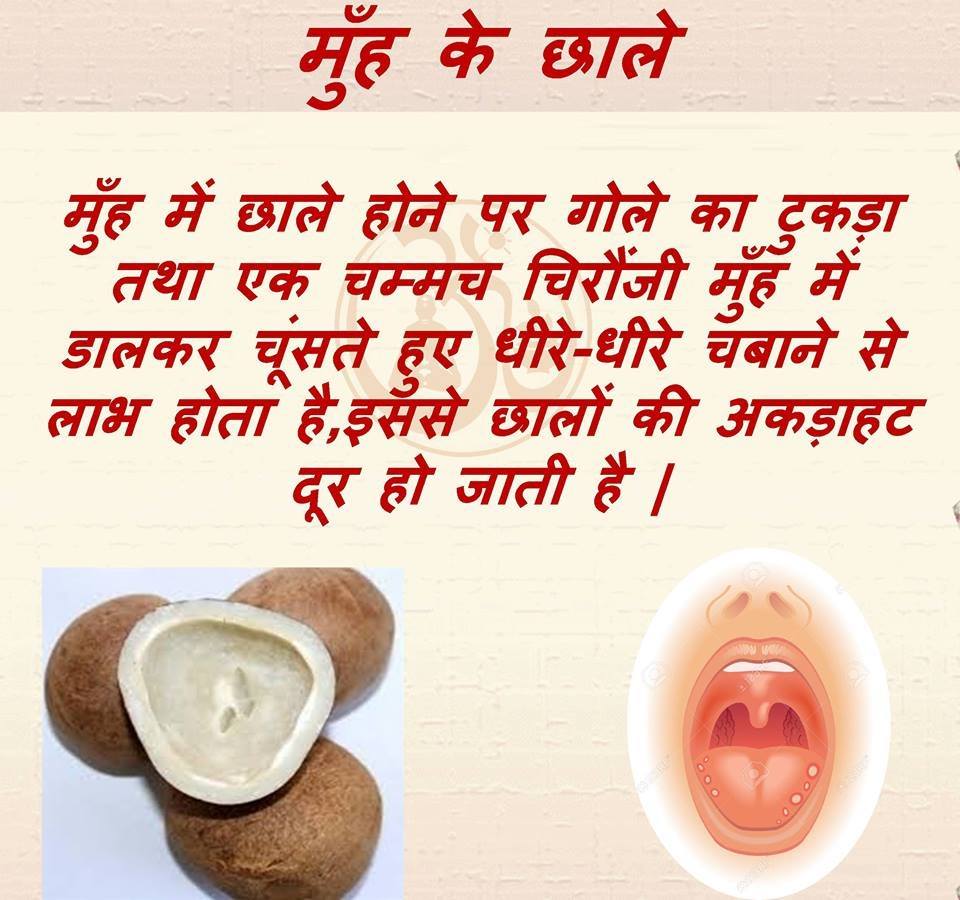 मुँह के छाले
मुँह में छाले होने पर गोले का टुकड़ा
तथा एक चम्मच चिरौंजी मुँह में
डालकर चूंसते हुए धीरे-धीरे चबाने से
लाभ होता है,इससे छालों की अकड़ाहट
दूर हो जाती है |